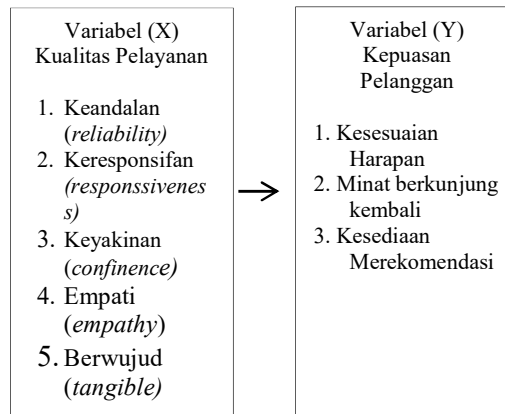 Variabel (X)
Kualitas Pelayanan
1. Keandalan
(reliability)
2. Keresponsifan
(responssivenes
s)
3. Keyakinan
(confinence)
4. Empati
(empathy)
5. Berwujud
(tangible)
Variabel (Y)
Kepuasan
Pelanggan
1. Kesesuaian
Harapan
2. Minat berkunjung
kembali
3. Kesediaan
Merekomendasi